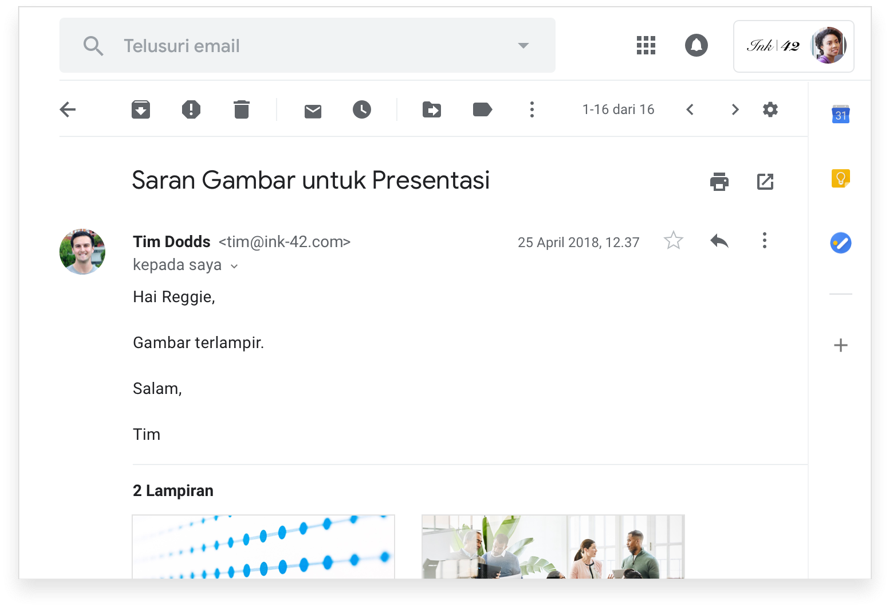 Telusuri email
Ink 42
1-16 dari 16
31
Saran Gambar untuk Presentasi
Tim Dodds <tim@ink-42.com>
25 April 2018, 12.37
kepada saya
Hai Reggie,
Gambar terlampir.
Salam,
Tim
2 Lampiran